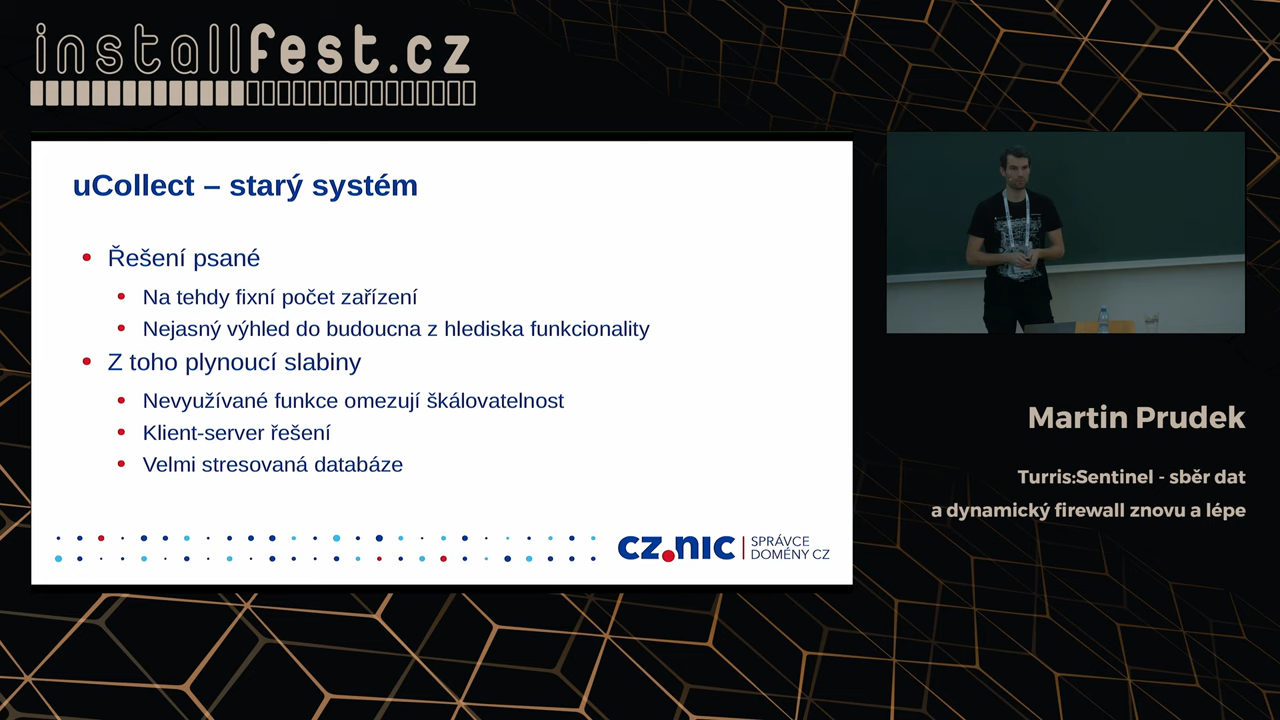 installfest.cz
uCollect – starý systém
Řešení psané
Na tehdy fixní počet zařízení
Nejasný výhled do budoucna z hlediska funkcionality
Z toho plynoucí slabiny
Nevyužívané funkce omezují škálovatelnost
Klient-server řešení
Velmi stresovaná databáze
cz.nic
SPRÁVCE
DOMÉNY CZ
Martin Prudek
Turris:Sentinel - sběr dat
a dynamický firewall znovu a lépe